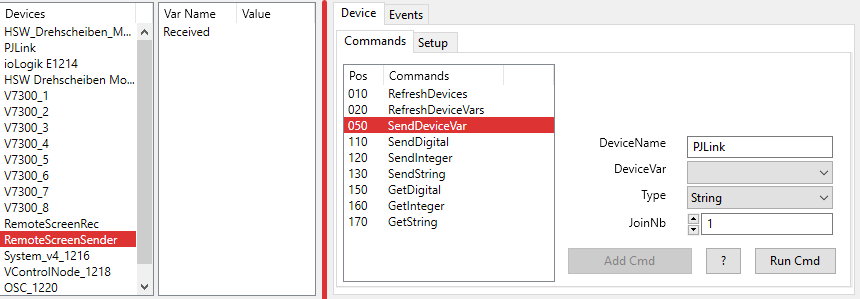 Devices
HSW_Drehscheiben_M...
PJLink
ioLogik E1214
HSW Drehscheiben Mo...
V7300_1
V7300_2
V7300_3
V7300_4
V7300_5
V7300_6
V7300_7
V7300_8
RemoteScreenRec
RemoteScreenSender
System_v4_1216
VControlNode_1218
OSC_1220
Var Name Value
Received
Device Events
Commands Setup
Pos Commands
010 RefreshDevices
020 RefreshDeviceVars
050 SendDeviceVar
110 SendDigital
120 SendInteger
130 SendString
150 GetDigital
160 GetInteger
170 GetString
DeviceName PJLink
DeviceVar
Type String
JoinNb 1
Add Cmd ? Run Cmd